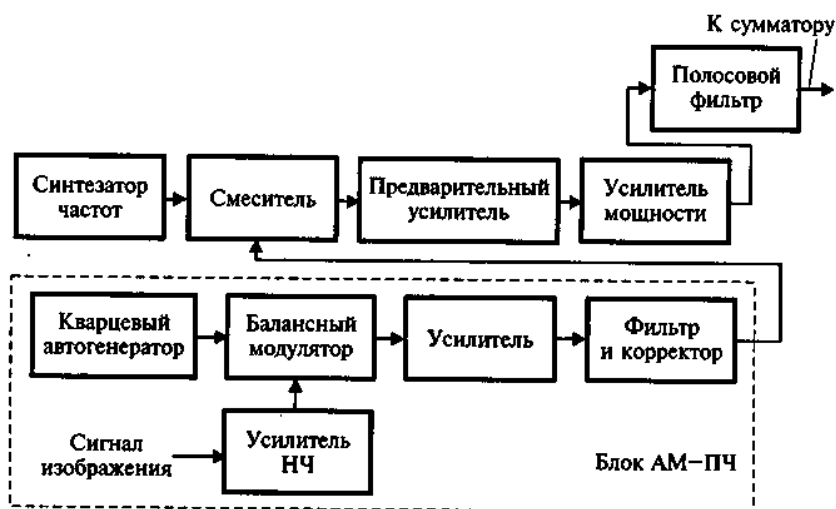 К сумматору
Полосовой
фильтр
Синтезатор
частот
Смеситель
Предварительный
усилитель
Усилитель
мощности
Кварцевый
автогенератор
Балансный
модулятор
Усилитель
Фильтр
и корректор
Сигнал
изображения
Усилитель
НЧ
Блок АМ−ПЧ